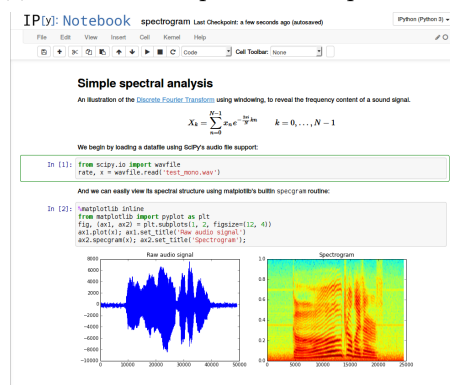 IP[y]: Notebook spectrogram Last Checkpoint: a few seconds ago (autosaved) IPython (Python 3)
File Edit View Insert Cell Kernel Help
Code Cell Toolbar: None
Simple spectral analysis
An illustration of the Discrete Fourier Transform using windowing, to reveal the frequency content of a sound signal.
We begin by loading a datafile using SciPy's audio file support:
In [1]: from scipy.io import wavfile
rate, x = wavfile.read('test_mono.wav')
And we can easily view its spectral structure using matplotlib's builtin specgram routine:
In [2]: %matplotlib inline
from matplotlib import pyplot as plt
fig, (ax1, ax2) = plt.subplots(1, 2, figsize=(12, 4))
ax1.plot(x); ax1.set_title('Raw audio signal')
ax2.specgram(x); ax2.set_title('Spectrogram');
Raw audio signal
8000
6000
4000
2000
0
−2000
−4000
−6000
−8000
−10000
0 10000 20000 30000 40000 50000
Spectrogram
1.0
0.8
0.6
0.4
0.2
0.0
0 5000 10000 15000 20000 25000